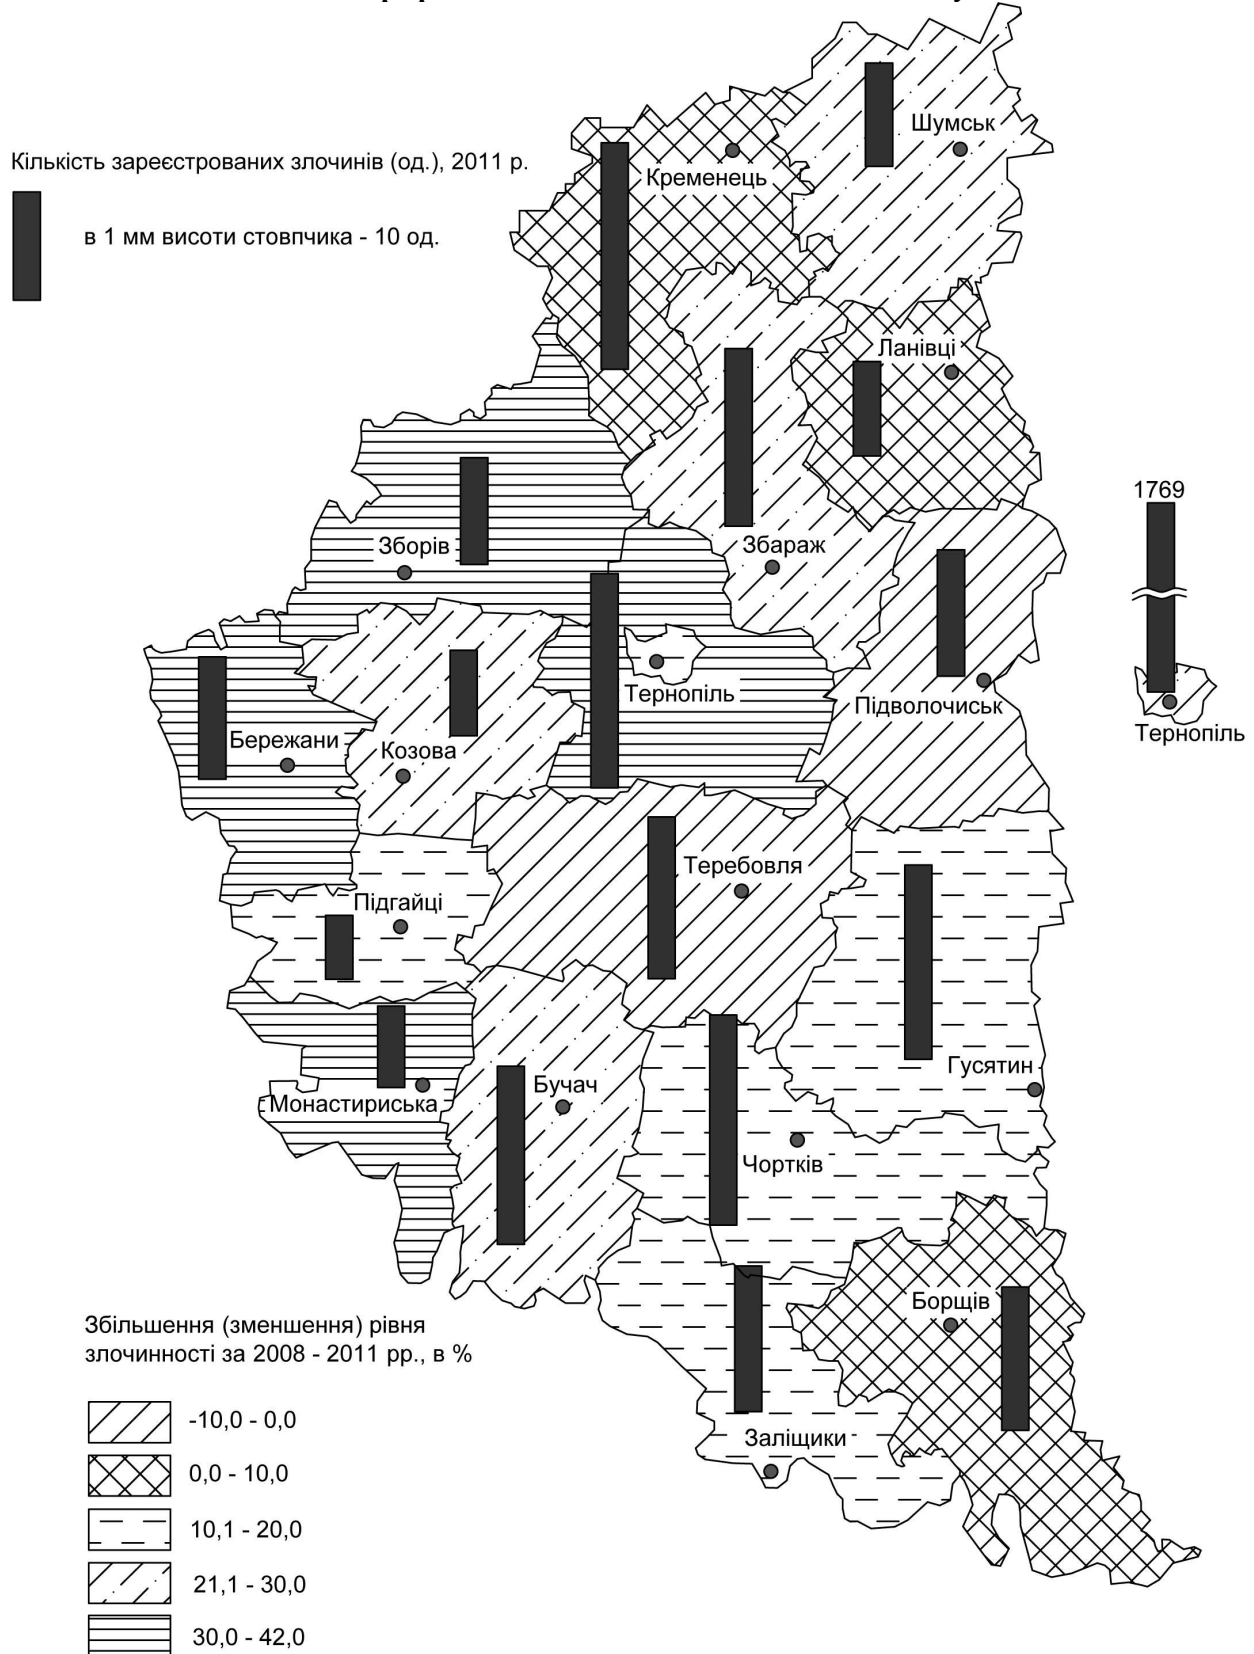 Шумськ
Кількість зареєстрованих злочинів (од.), 2011 р.
Кременець
в 1 мм висоти стовпчика - 10 од.
Ланівці
1769
Зборів
Збараж
Тернопіль
Підволочиськ
Тернопіль
Бережани
Козова
Теребовля
Підгайці
Гусятин
Бучач
Монастириська
Чортків
Борщів
Збільшення (зменшення) рівня
злочинності за 2008 - 2011 рр., в %
-10,0 - 0,0
Заліщики
0,0 - 10,0
10,1 - 20,0
21,1 - 30,0
30,0 - 42,0